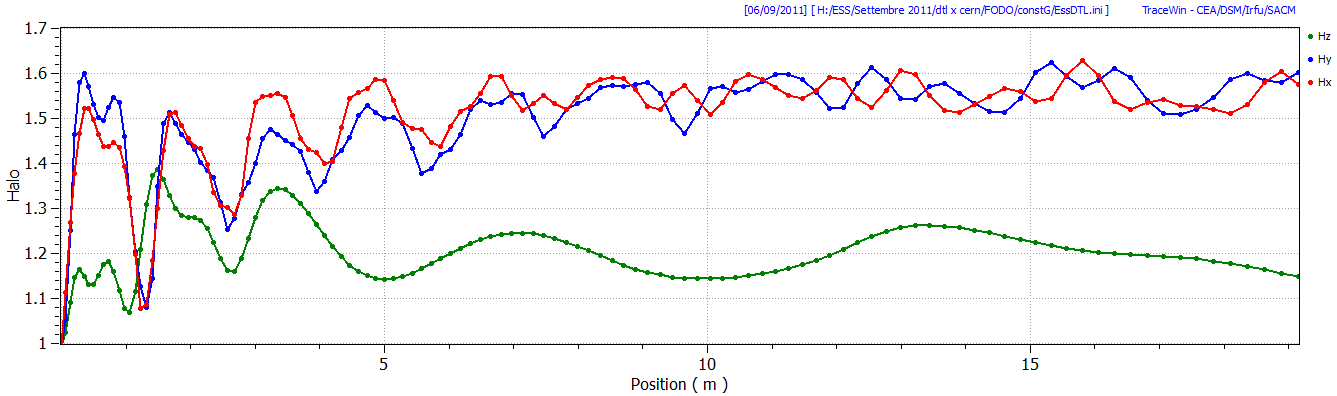 [06/09/2011] [ H:/ESS/Settembre 2011/dtl x cern/FODO/constG/EssDTL.ini ] TraceWin - CEA/DSM/Irfu/SACM
1.7
1.6
1.5
1.4
1.3
1.2
1.1
1
Halo
5 10 15
Position ( m )
Hz
Hy
Hx